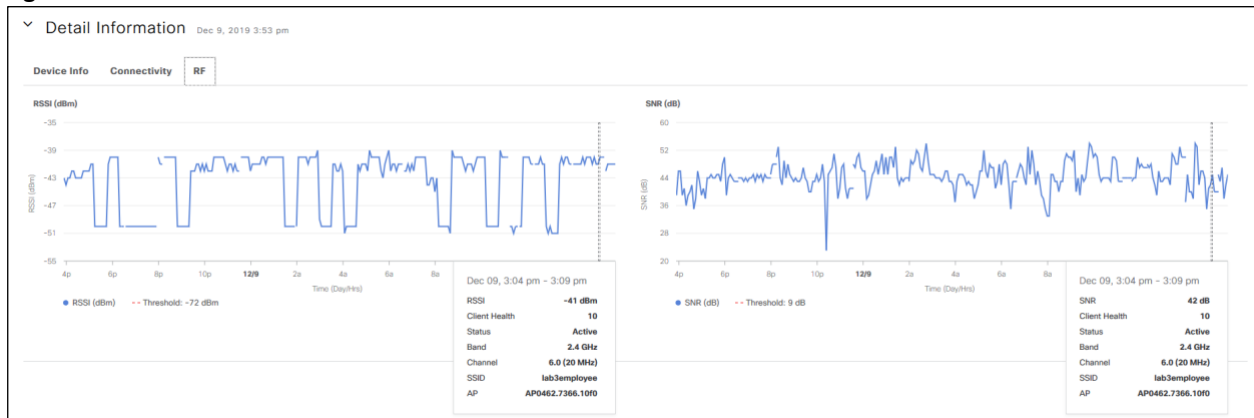 Detail Information Dec 9, 2019 3:53 pm
Device Info Connectivity RF
RSSI (dBm)
-35
-39
-43
-47
-51
-55
RSSI (dBm)
4p 6p 8p 10p 12/9 2a 4a 6a 8a
Time (Day/Hrs)
RSSI (dBm) Threshold: -72 dBm
Dec 09, 3:04 pm - 3:09 pm
RSSI -41 dBm
Client Health 10
Status Active
Band 2.4 GHz
Channel 6.0 (20 MHz)
SSID lab3employee
AP AP0462.7366.10f0
SNR (dB)
60
52
44
36
28
20
SNR (dB)
4p 6p 8p 10p 12/9 2a 4a 6a 8a
Time (Day/Hrs)
SNR (dB) Threshold: 9 dB
Dec 09, 3:04 pm - 3:09 pm
SNR 42 dB
Client Health 10
Status Active
Band 2.4 GHz
Channel 6.0 (20 MHz)
SSID lab3employee
AP AP0462.7366.10f0